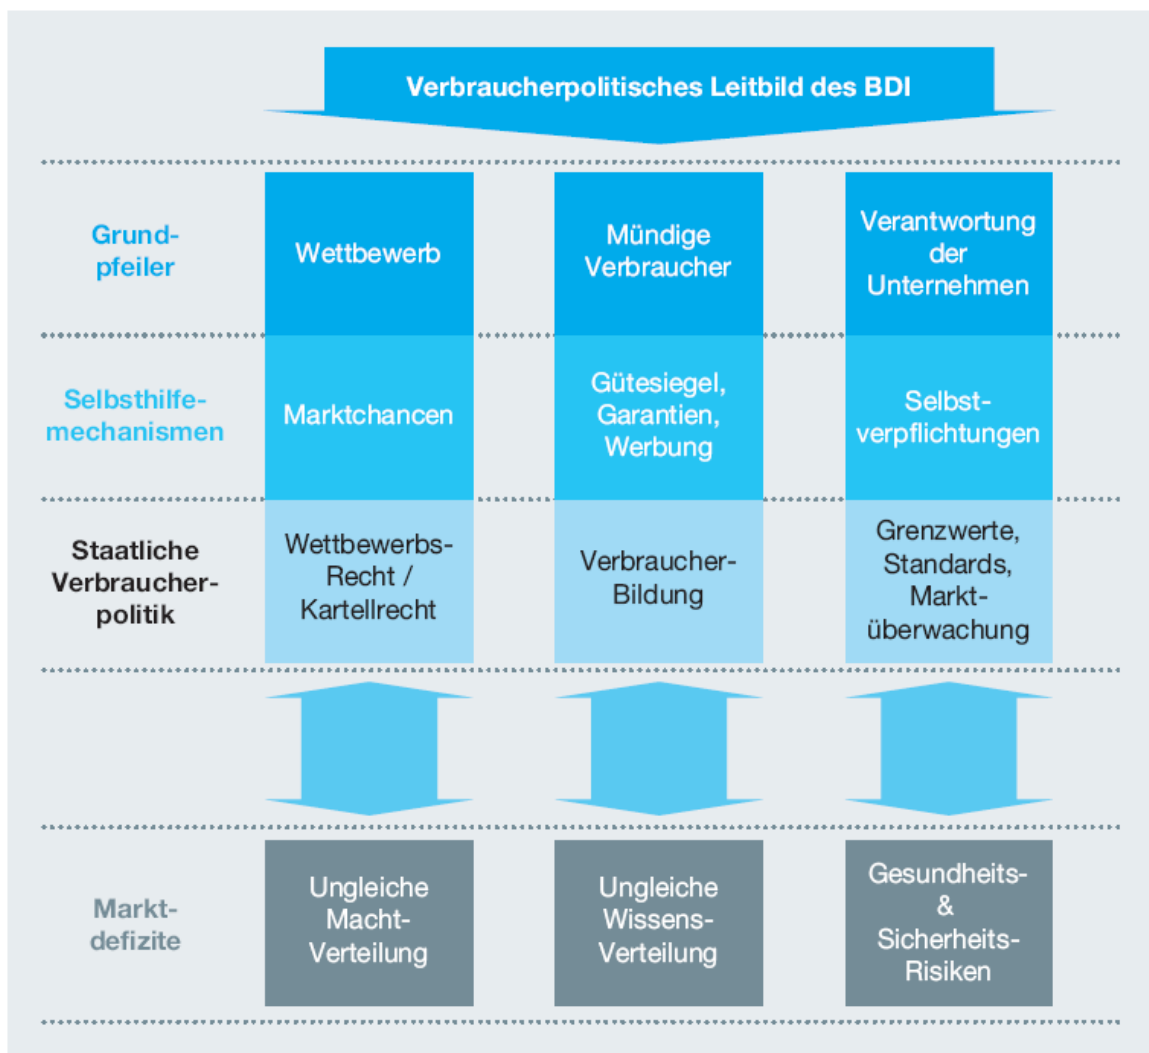 Verbraucherpolitisches Leitbild des BDI
Grund-
pfeiler
Wettbewerb
Mündige
Verbraucher
Verantwortung
der
Unternehmen
Selbsthilfe-
mechanismen
Marktchancen
Gütesiegel,
Garantien,
Werbung
Selbst-
verpflichtungen
Staatliche
Verbraucher-
politik
Wettbewerbs-
Recht /
Kartellrecht
Verbraucher-
Bildung
Grenzwerte,
Standards,
Markt-
überwachung
Markt-
defizite
Ungleiche
Macht-
Verteilung
Ungleiche
Wissens-
Verteilung
Gesundheits-
&
Sicherheits-
Risiken